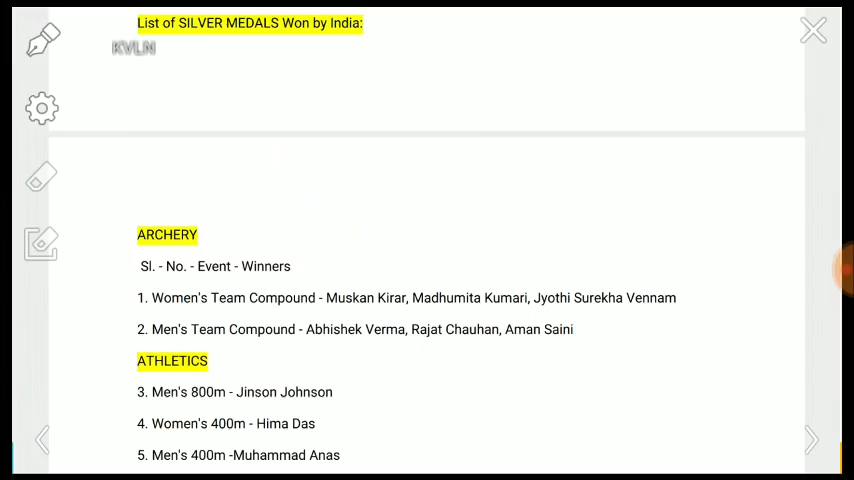 List of SILVER MEDALS Won by India:
KVLN
ARCHERY
Sl. - No. - Event - Winners
1. Women's Team Compound - Muskan Kirar, Madhumita Kumari, Jyothi Surekha Vennam
2. Men's Team Compound - Abhishek Verma, Rajat Chauhan, Aman Saini
ATHLETICS
3. Men's 800m - Jinson Johnson
4. Women's 400m - Hima Das
5. Men's 400m -Muhammad Anas